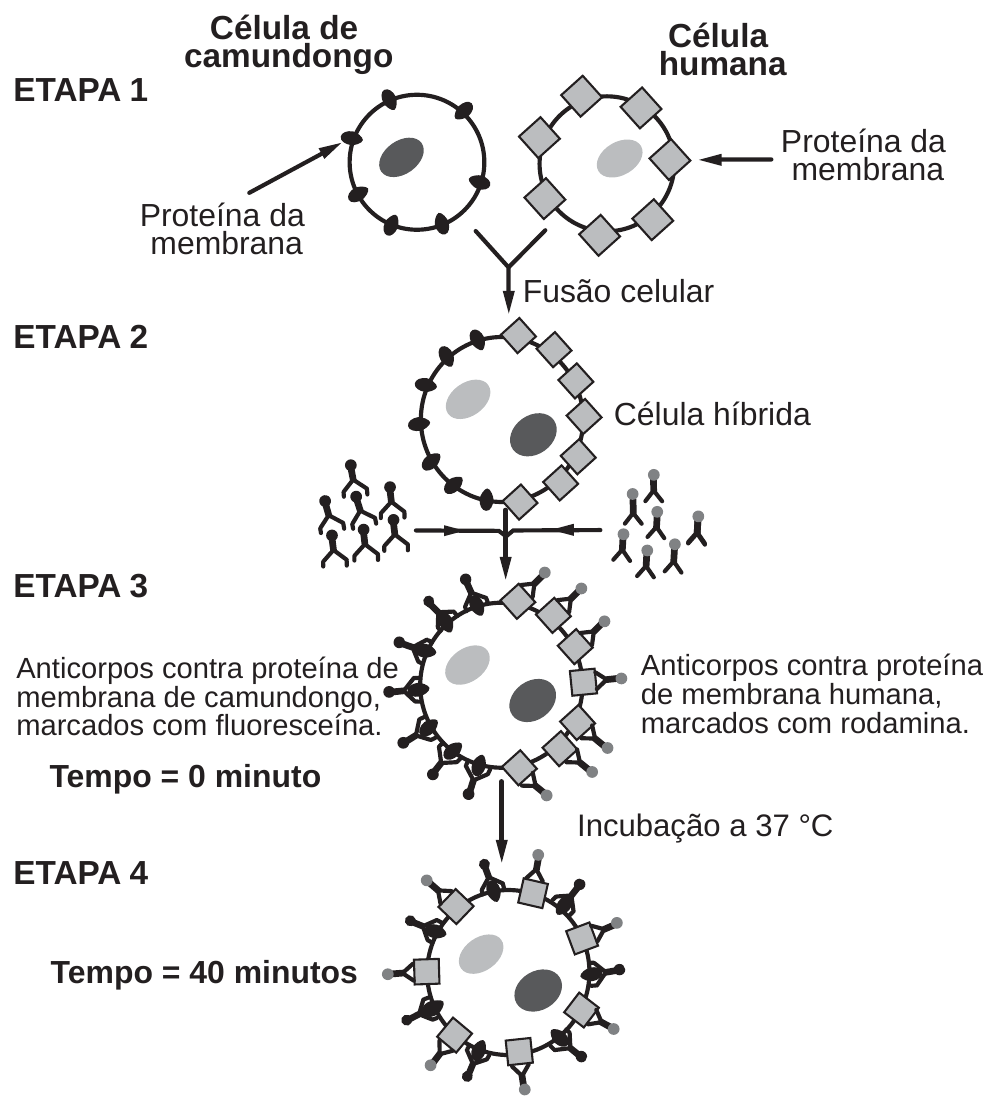 Célula de
camundongo
Célula
humana
ETAPA 1
Proteína da
membrana
Proteína da
membrana
Fusão celular
ETAPA 2
Célula híbrida
ETAPA 3
Anticorpos contra proteína de
membrana de camundongo,
marcados com fluoresceína.
Anticorpos contra proteína
de membrana humana,
marcados com rodamina.
Tempo = 0 minuto
Incubação a 37 °C
ETAPA 4
Tempo = 40 minutos